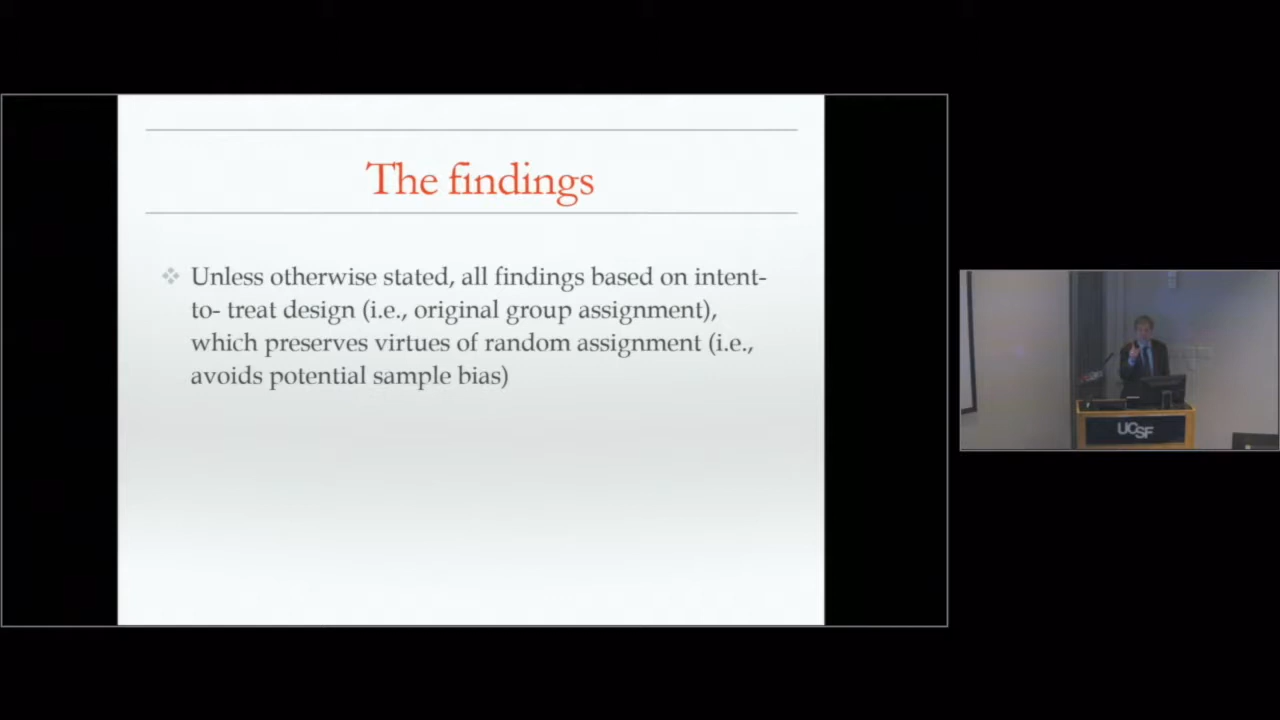 The findings
Unless otherwise stated, all findings based on intent-
to- treat design (i.e., original group assignment),
which preserves virtues of random assignment (i.e.,
avoids potential sample bias)
UCSF